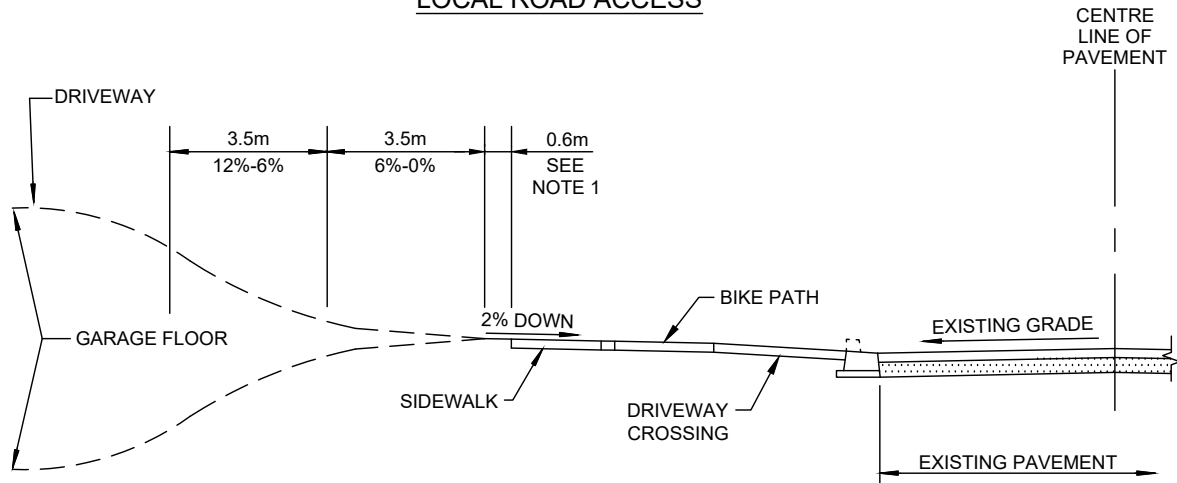 LOCAL ROAD ACCESS
CENTRE
LINE OF
PAVEMENT
DRIVEWAY
3.5m
12%-6%
3.5m
6%-0%
0.6m
SEE
NOTE 1
2% DOWN
BIKE PATH
EXISTING GRADE
GARAGE FLOOR
SIDEWALK
DRIVEWAY
CROSSING
EXISTING PAVEMENT